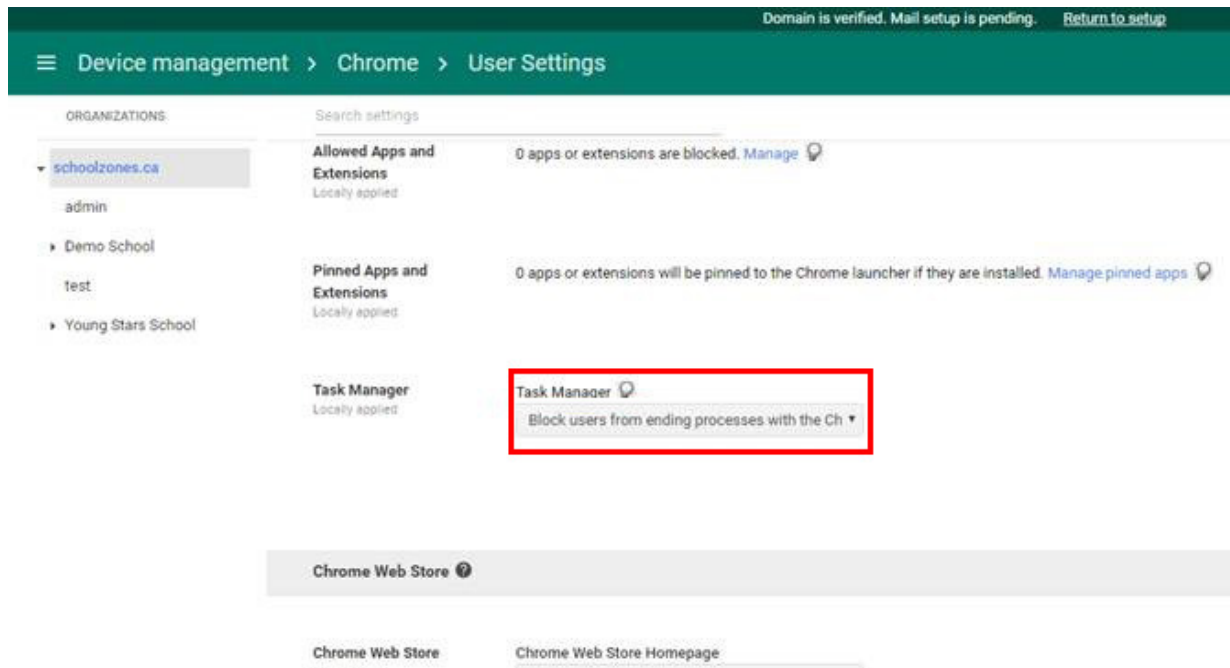 Domain is verified. Mail setup is pending. Return to setup
Device management > Chrome > User Settings
ORGANIZATIONS
Search settings
schoolzones.ca
admin
Demo School
test
Young Stars School
Allowed Apps and
Extensions
Locally applied
0 apps or extensions are blocked. Manage
Pinned Apps and
Extensions
Locally applied
0 apps or extensions will be pinned to the Chrome launcher if they are installed. Manage pinned apps
Task Manager
Locally applied
Task Manager
Block users from ending processes with the Ch
Chrome Web Store
Chrome Web Store
Chrome Web Store Homepage